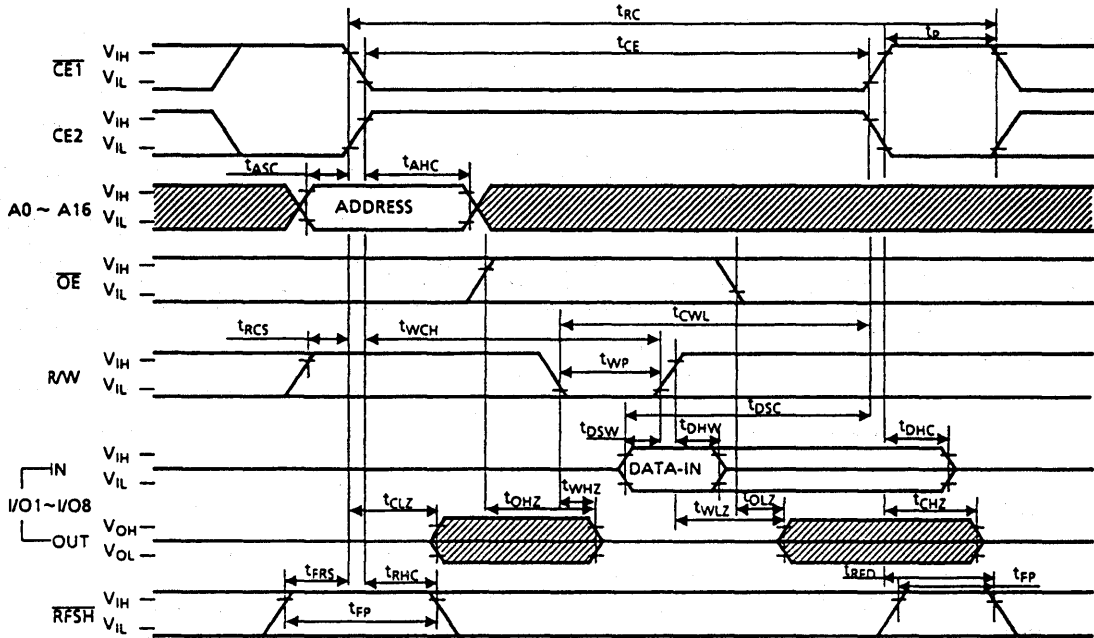 tRC
tCE
tP
CE1
VIH
VIL
CE2
VIH
VIL
tASC
tAHC
A0 ~ A16
VIH
VIL
ADDRESS
OE
VIH
VIL
tCWL
tRCS
tWCH
R/W
VIH
VIL
tWP
tDSC
tDSW
tDHW
tDHC
IN
VIH
VIL
DATA-IN
I/O1~I/O8
tCLZ
tOHZ
tWHZ
tWLZ
tOLZ
tCHZ
OUT
VOH
VOL
tFRS
tRHC
tRFD
tFP
RFSH
VIH
VIL
tFP